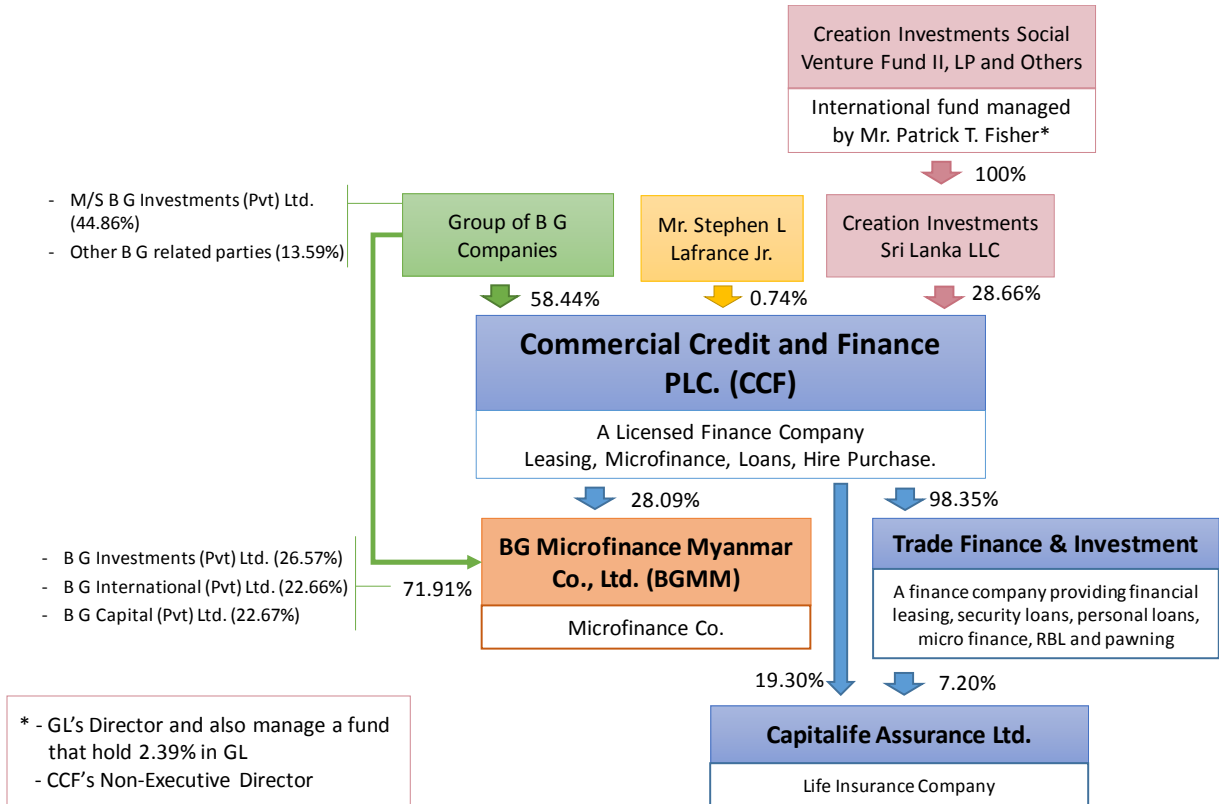 Creation Investments Social
Venture Fund II, LP and Others
International fund managed
by Mr. Patrick T. Fisher*
100%
- M/S B G Investments (Pvt) Ltd.
(44.86%)
- Other B G related parties (13.59%)
Group of B G
Companies
Mr. Stephen L
Lafrance Jr.
Creation Investments
Sri Lanka LLC
58.44%
0.74%
28.66%
Commercial Credit and Finance
PLC. (CCF)
A Licensed Finance Company
Leasing, Microfinance, Loans, Hire Purchase.
28.09%
98.35%
- B G Investments (Pvt) Ltd. (26.57%)
- B G International (Pvt) Ltd. (22.66%)
- B G Capital (Pvt) Ltd. (22.67%)
71.91%
BG Microfinance Myanmar
Co., Ltd. (BGMM)
Microfinance Co.
Trade Finance & Investment
A finance company providing financial
leasing, security loans, personal loans,
micro finance, RBL and pawning
19.30%
7.20%
Capitalife Assurance Ltd.
Life Insurance Company
* - GL’s Director and also manage a fund
that hold 2.39% in GL
- CCF’s Non-Executive Director